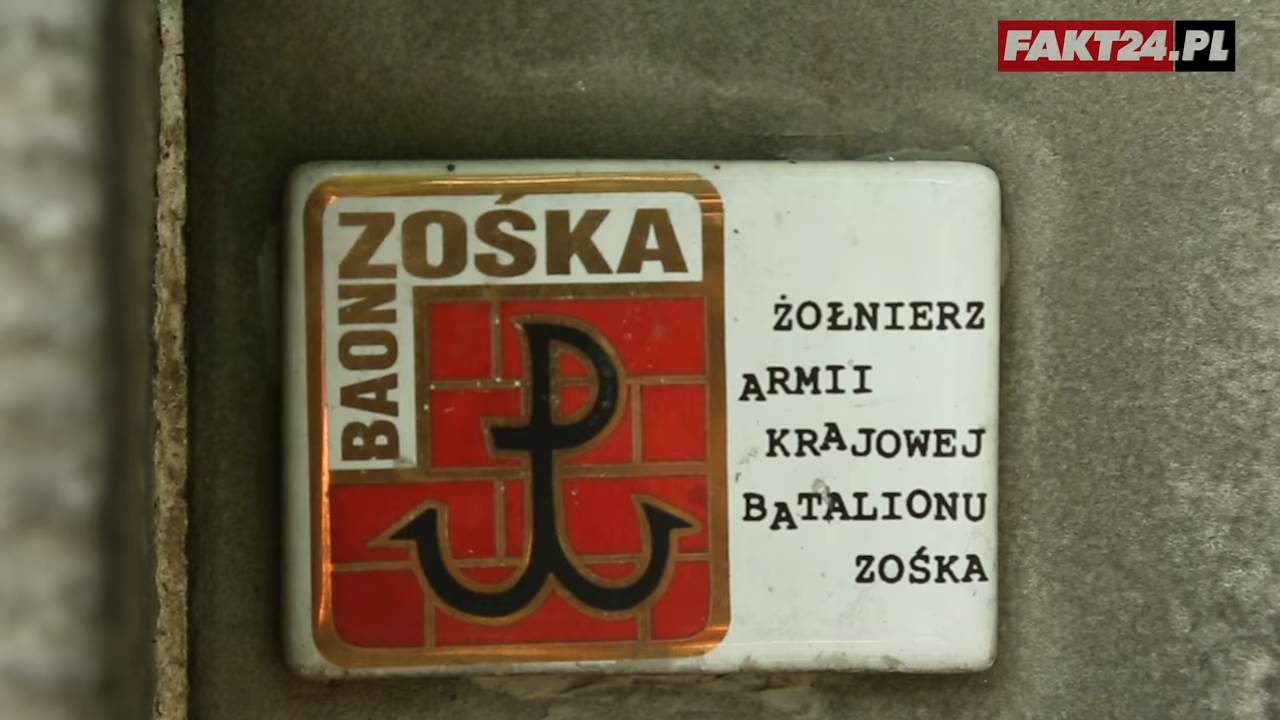 FAKT24.PL
ZOŚKA
BAON
ŻOŁNIERZ
ARMII
KRAJOWEJ
BATALIONU
ZOŚKA